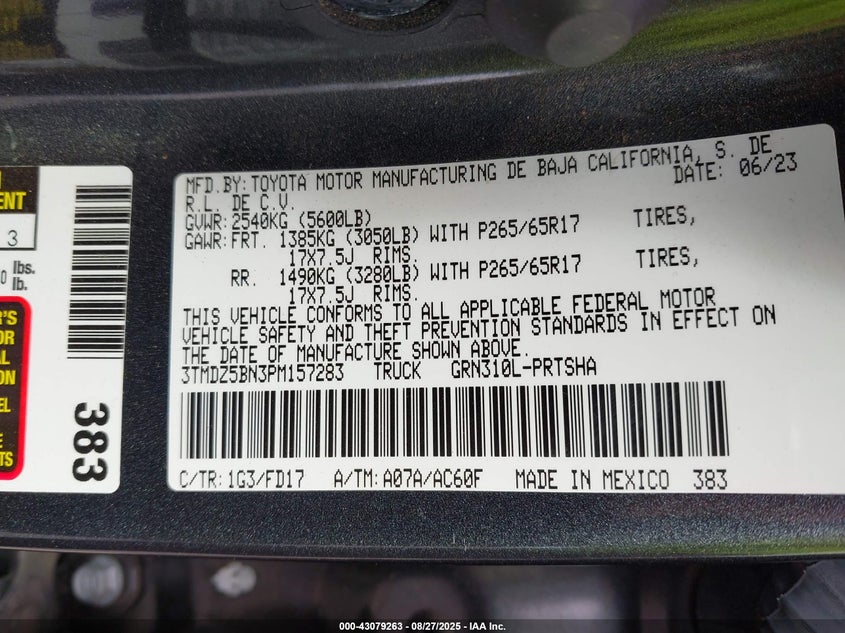 MFD.BY: TOYOTA MOTOR MANUFACTURING DE BAJA CALIFORNIA, S. DE
R.L. DE C.V. DATE: 06/23
GVWR: 2540KG (5600LB)
GAWR: FRT. 1385KG (3050LB) WITH P265/65R17 TIRES,
17X7.5J RIMS.
RR. 1490KG (3280LB) WITH P265/65R17 TIRES,
17X7.5J RIMS.
THIS VEHICLE CONFORMS TO ALL APPLICABLE FEDERAL MOTOR
VEHICLE SAFETY AND THEFT PREVENTION STANDARDS IN EFFECT ON
THE DATE OF MANUFACTURE SHOWN ABOVE.
3TMDZ5BN3PM157283 TRUCK GRN310L-PRTSHA
C/TR: 1G3/FD17 A/TM: A07A/AC60F MADE IN MEXICO 383
3
0 lbs.
lb.
383
000-43079263 - 08/27/2025 - IAA Inc.